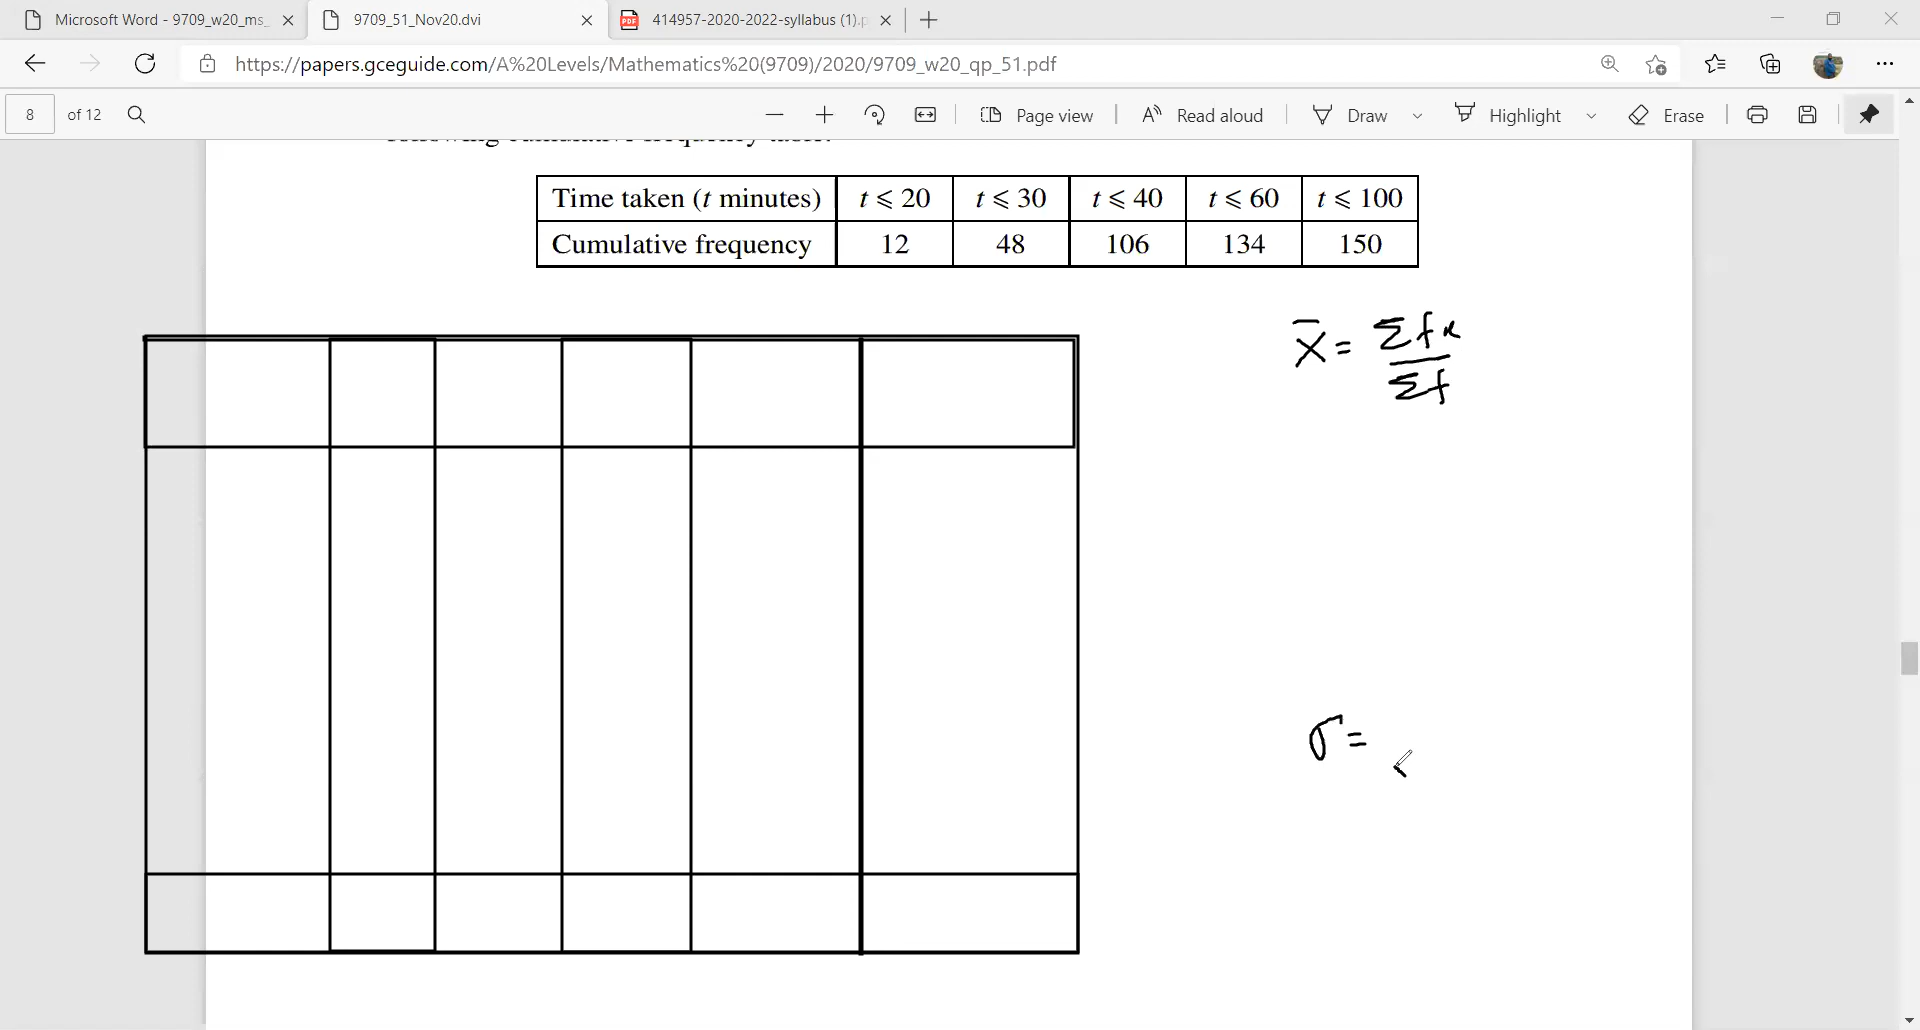 Microsoft Word - 9709_w20_ms_
9709_51_Nov20.dvi
414957-2020-2022-syllabus (1).p
https://papers.gceguide.com/A%20Levels/Mathematics%20(9709)/2020/9709_w20_qp_51.pdf
8 of 12
Page view
Read aloud
Draw
Highlight
Erase
Time taken (t minutes) t ⩽ 20 t ⩽ 30 t ⩽ 40 t ⩽ 60 t ⩽ 100
Cumulative frequency 12 48 106 134 150
x̄ = Σfx
Σf
σ =